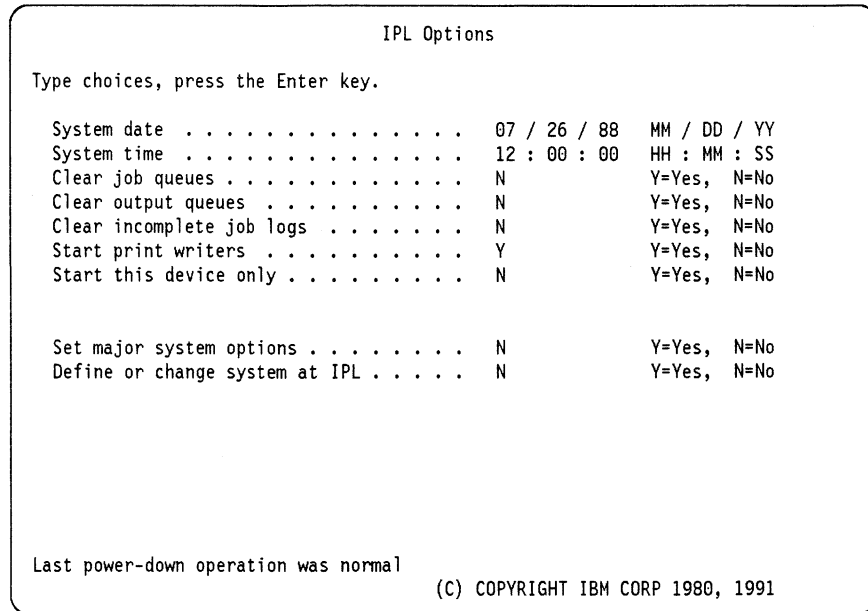 IPL Options
Type choices, press the Enter key.
System date . . . . . . . . . . . . . . 07 / 26 / 88 MM / DD / YY
System time . . . . . . . . . . . . . . 12 : 00 : 00 HH : MM : SS
Clear job queues . . . . . . . . . . . . N Y=Yes, N=No
Clear output queues . . . . . . . . . . N Y=Yes, N=No
Clear incomplete job logs . . . . . . . N Y=Yes, N=No
Start print writers . . . . . . . . . . Y Y=Yes, N=No
Start this device only . . . . . . . . . N Y=Yes, N=No
Set major system options . . . . . . . . N Y=Yes, N=No
Define or change system at IPL . . . . . N Y=Yes, N=No
Last power-down operation was normal
(C) COPYRIGHT IBM CORP 1980, 1991